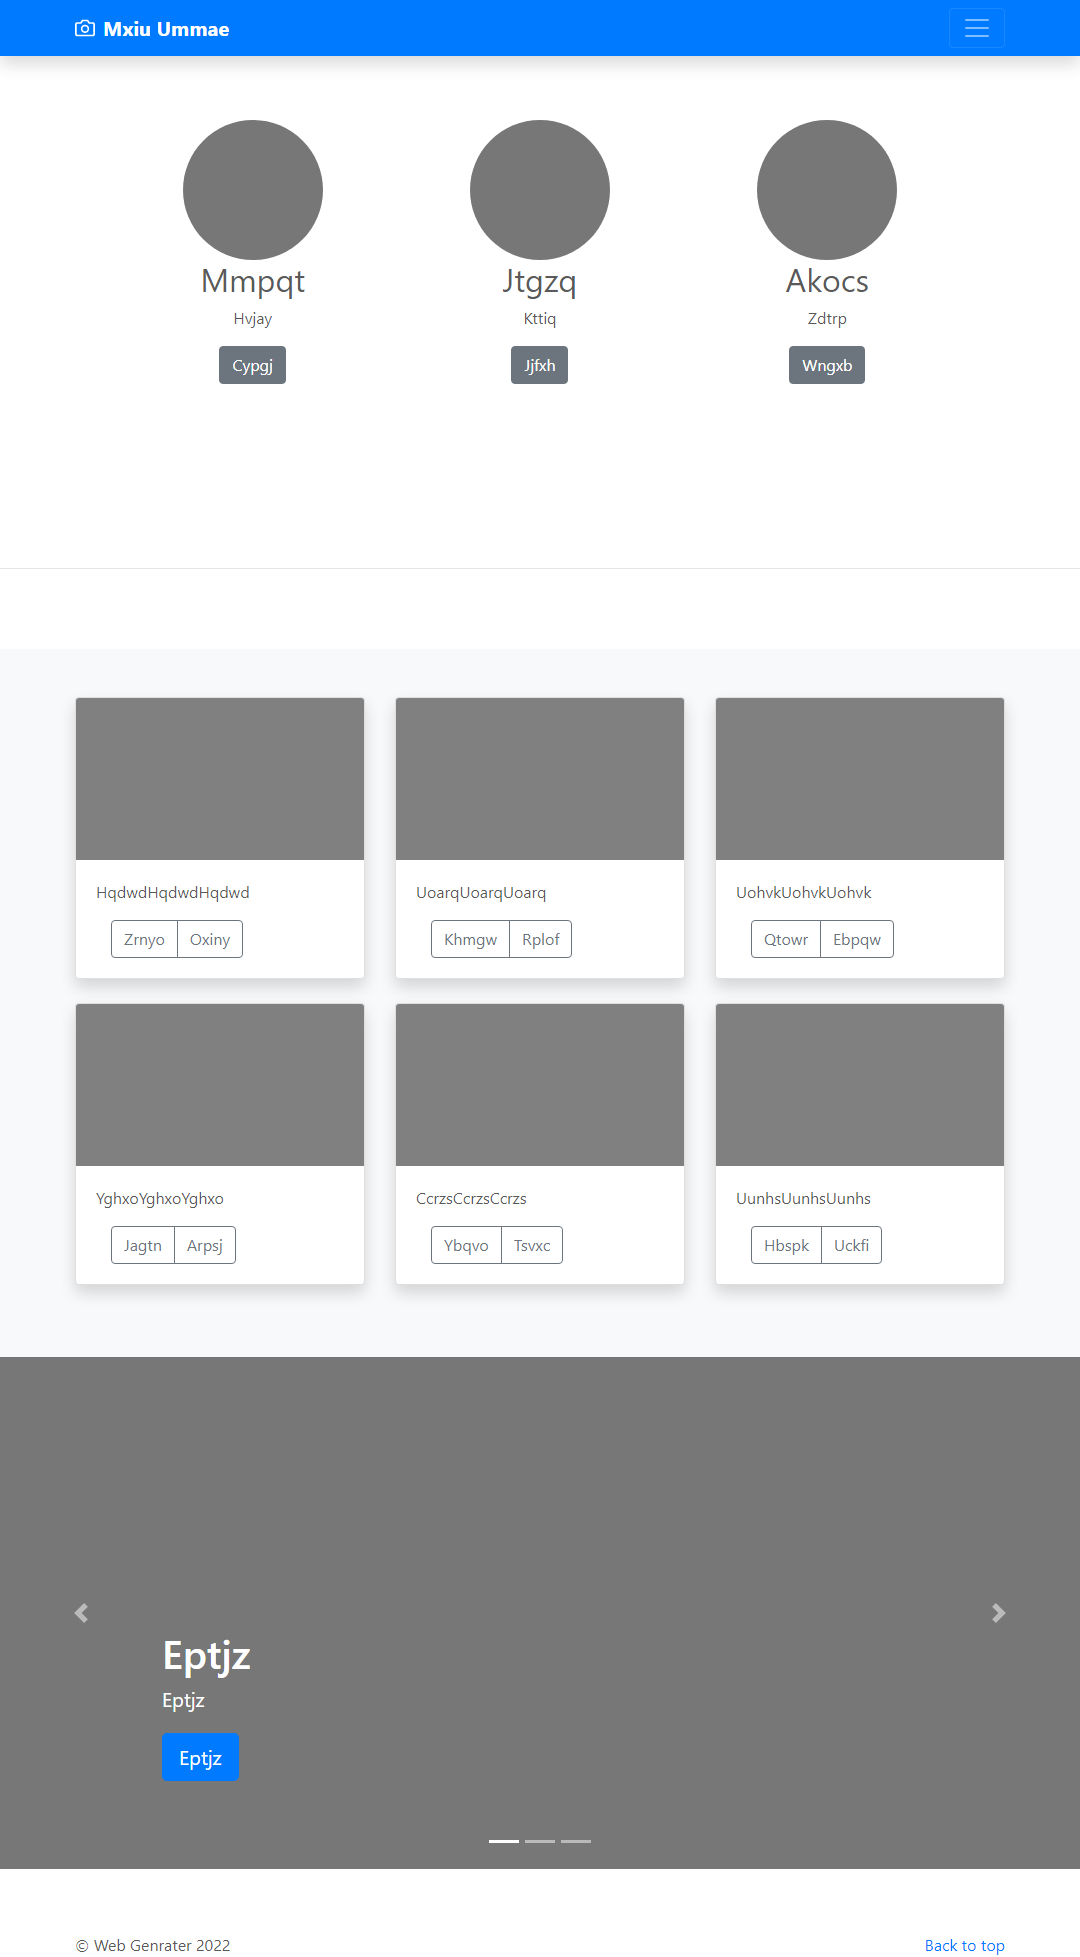 Mxiu Ummae
Mmpqt
Hvjay
Cypgj
Jtgzq
Kttiq
Jjfxh
Akocs
Zdtrp
Wngxb
HqdwdHqdwdHqdwd
Zrnyo Oxiny
UoarqUoarqUoarq
Khmgw Rplof
UohvkUohvkUohvk
Qtowr Ebpqw
YghxoYghxoYghxo
Jagtn Arpsj
CcrzsCcrzsCcrzs
Ybqvo Tsvxc
UunhsUunhsUunhs
Hbspk Uckfi
Eptjz
Eptjz
Eptjz
© Web Genrater 2022
Back to top